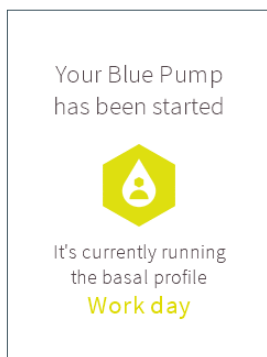 Your Blue Pump
has been started
It's currently running
the basal profile
Work day